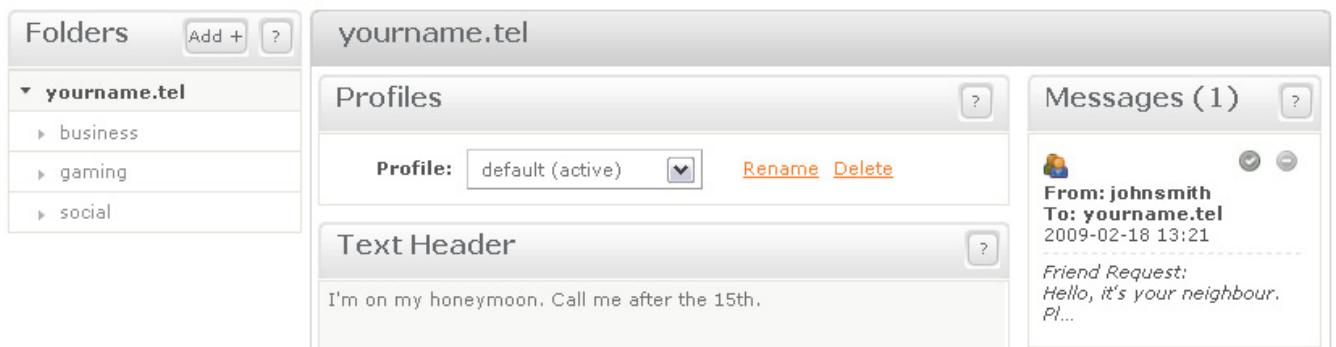 Folders
Add +
?
yourname.tel
business
gaming
social
yourname.tel
Profiles
?
Profile: default (active) Rename Delete
Text Header
?
I'm on my honeymoon. Call me after the 15th.
Messages (1)
?
From: johnsmith
To: yourname.tel
2009-02-18 13:21
Friend Request:
Hello, it's your neighbour.
Pl...